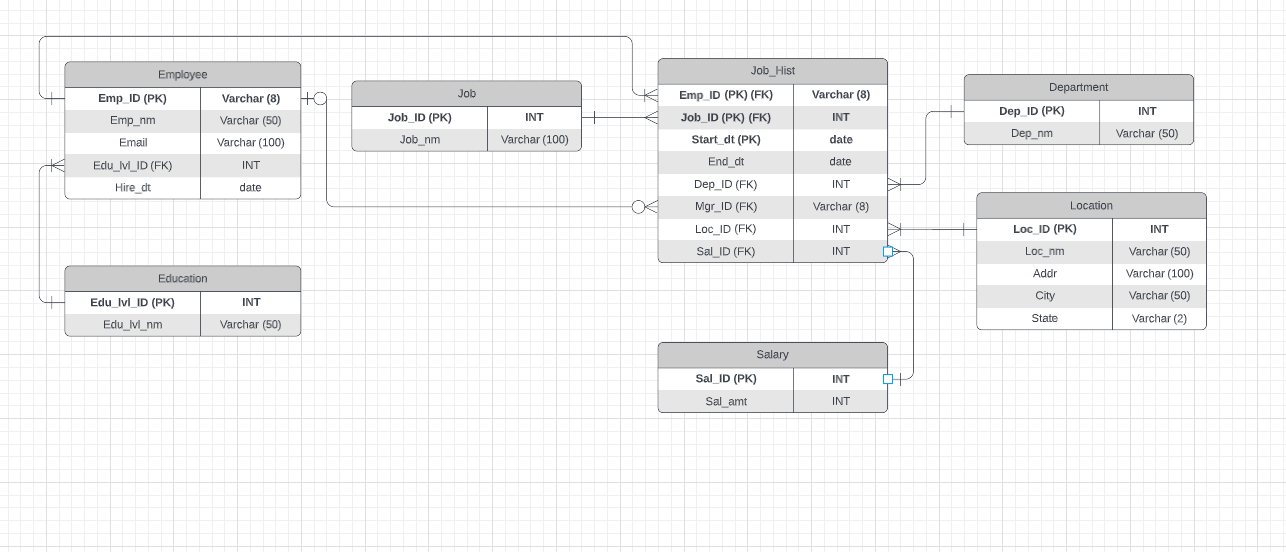 Employee
Emp_ID (PK) Varchar (8)
Emp_nm Varchar (50)
Email Varchar (100)
Edu_lvl_ID (FK) INT
Hire_dt date
Education
Edu_lvl_ID (PK) INT
Edu_lvl_nm Varchar (50)
Job
Job_ID (PK) INT
Job_nm Varchar (100)
Job_Hist
Emp_ID (PK) (FK) Varchar (8)
Job_ID (PK) (FK) INT
Start_dt (PK) date
End_dt date
Dep_ID (FK) INT
Mgr_ID (FK) Varchar (8)
Loc_ID (FK) INT
Sal_ID (FK) INT
Salary
Sal_ID (PK) INT
Sal_amt INT
Department
Dep_ID (PK) INT
Dep_nm Varchar (50)
Location
Loc_ID (PK) INT
Loc_nm Varchar (50)
Addr Varchar (100)
City Varchar (50)
State Varchar (2)